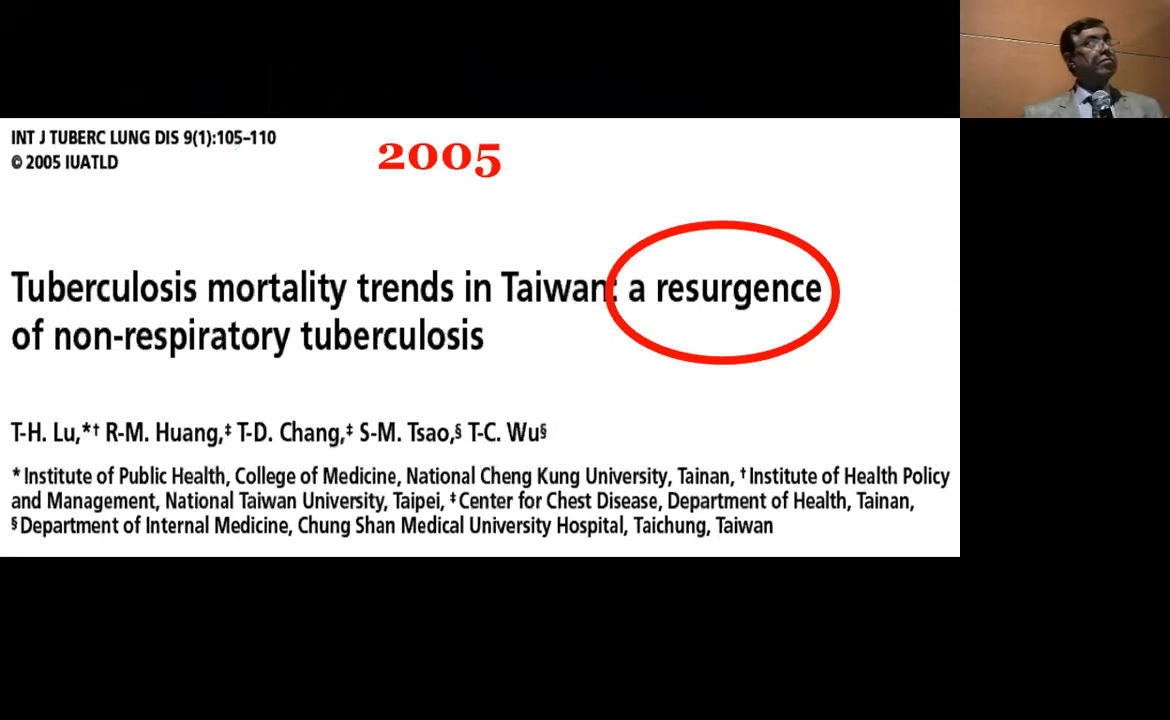 INT J TUBERC LUNG DIS 9(1):105–110
© 2005 IUATLD
2005
Tuberculosis mortality trends in Taiwan: a resurgence
of non-respiratory tuberculosis
T-H. Lu,*† R-M. Huang,‡ T-D. Chang,‡ S-M. Tsao,§ T-C. Wu§
* Institute of Public Health, College of Medicine, National Cheng Kung University, Tainan, † Institute of Health Policy
and Management, National Taiwan University, Taipei, ‡ Center for Chest Disease, Department of Health, Tainan,
§ Department of Internal Medicine, Chung Shan Medical University Hospital, Taichung, Taiwan